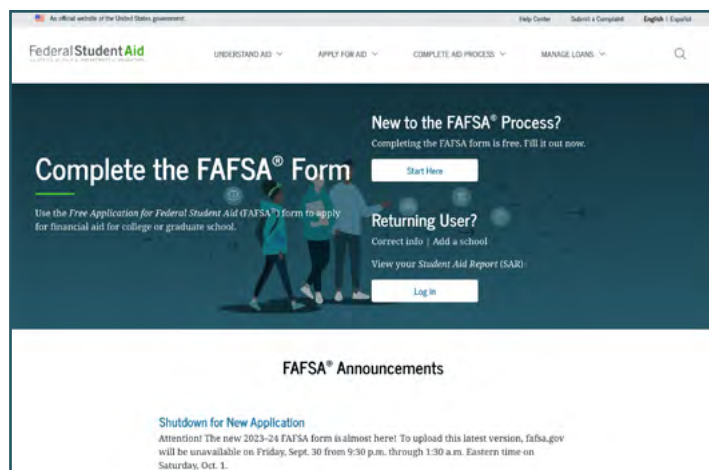 An official website of the United States government.
Help Center Submit a Complaint English | Español
Federal Student Aid
UNDERSTAND AID APPLY FOR AID COMPLETE AID PROCESS MANAGE LOANS
Complete the FAFSA® Form
Use the Free Application for Federal Student Aid (FAFSA®) form to apply
for financial aid for college or graduate school.
New to the FAFSA® Process?
Completing the FAFSA form is free. Fill it out now.
Start Here
Returning User?
Correct info | Add a school
View your Student Aid Report (SAR)
Log in
FAFSA® Announcements
Shutdown for New Application
Attention! The new 2023–24 FAFSA form is almost here! To upload this latest version, fafsa.gov
will be unavailable on Friday, Sept. 30 from 9:30 p.m. through 1:30 a.m. Eastern time on
Saturday, Oct. 1.